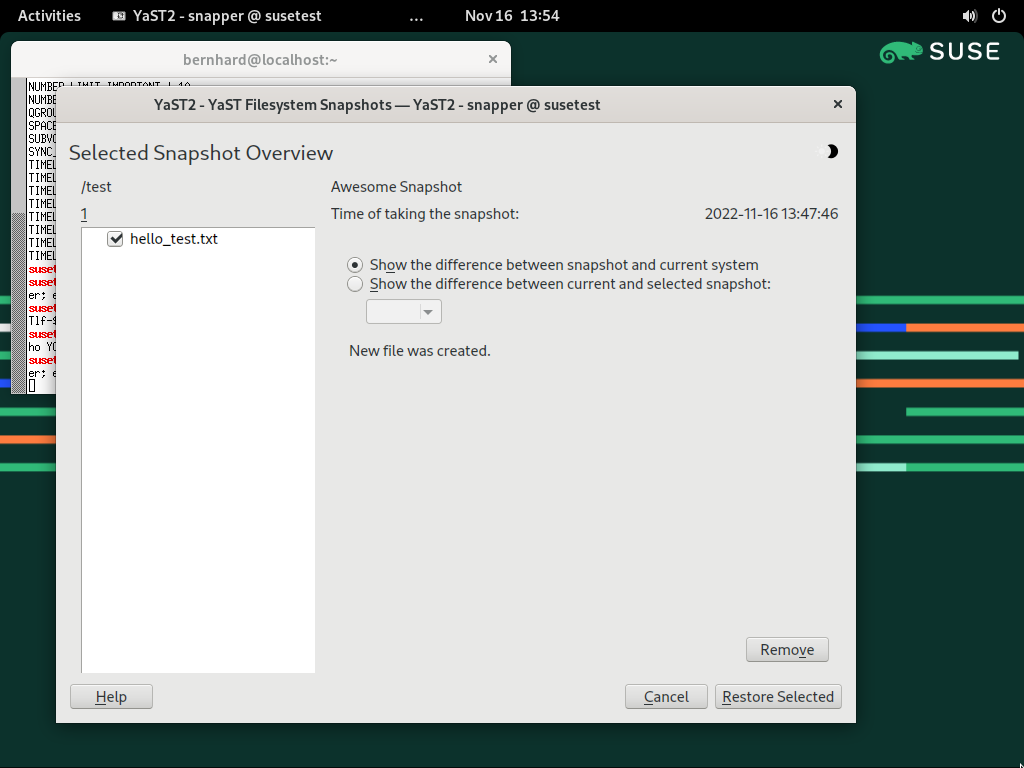 Activities YaST2 - snapper @ susetest ... Nov 16 13:54
SUSE
bernhard@localhost:~
NUMBER_LIMIT_IMPORTANT | 10
NUMBE
QGROU
SPACE
SUBVO
SYNC_
TIMEL
TIMEL
TIMEL
TIMEL
TIMEL
TIMEL
TIMEL
TIMEL
suset
suset
er; e
suset
suset
ho YO
suset
er; e
YaST2 - YaST Filesystem Snapshots — YaST2 - snapper @ susetest
Selected Snapshot Overview
/test
Awesome Snapshot
1
Time of taking the snapshot: 2022-11-16 13:47:46
hello_test.txt
Show the difference between snapshot and current system
Show the difference between current and selected snapshot:
New file was created.
Remove
Help Cancel Restore Selected